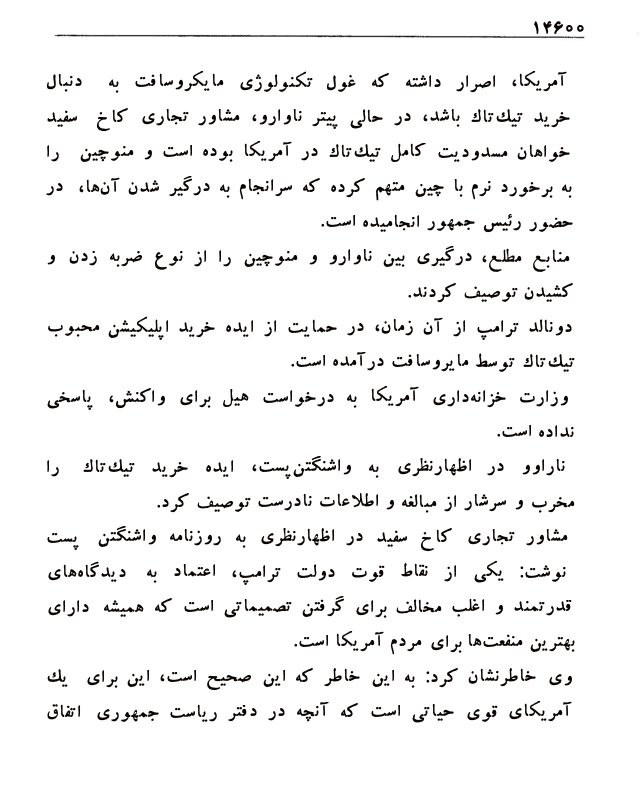 ۱۴۶۰۰
آمریکا، اصرار داشته که غول تکنولوژی مایکروسافت به دنبال
خرید تیك‌تاك باشد، در حالی پیتر ناوارو، مشاور تجاری کاخ سفید
خواهان مسدودیت کامل تیك‌تاك در آمریکا بوده است و منوچین را
به برخورد نرم با چین متهم کرده که سرانجام به درگیر شدن آن‌ها، در
حضور رئیس جمهور انجامیده است.
منابع مطلع، درگیری بین ناوارو و منوچین را از نوع ضربه زدن و
کشیدن توصیف کردند.
دونالد ترامپ از آن زمان، در حمایت از ایده خرید اپلیکیشن محبوب
تیك‌تاك توسط مایروسافت درآمده است.
وزارت خزانه‌داری آمریکا به درخواست هیل برای واکنش، پاسخی
نداده است.
ناراوو در اظهارنظری به واشنگتن‌پست، ایده خرید تیك‌تاك را
مخرب و سرشار از مبالغه و اطلاعات نادرست توصیف کرد.
مشاور تجاری کاخ سفید در اظهارنظری به روزنامه واشنگتن پست
نوشت: یکی از نقاط قوت دولت ترامپ، اعتماد به دیدگاه‌های
قدرتمند و اغلب مخالف برای گرفتن تصمیماتی است که همیشه دارای
بهترین منفعت‌ها برای مردم آمریکا است.
وی خاطرنشان کرد: به این خاطر که این صحیح است، این برای یك
آمریکای قوی حیاتی است که آنچه در دفتر ریاست جمهوری اتفاق